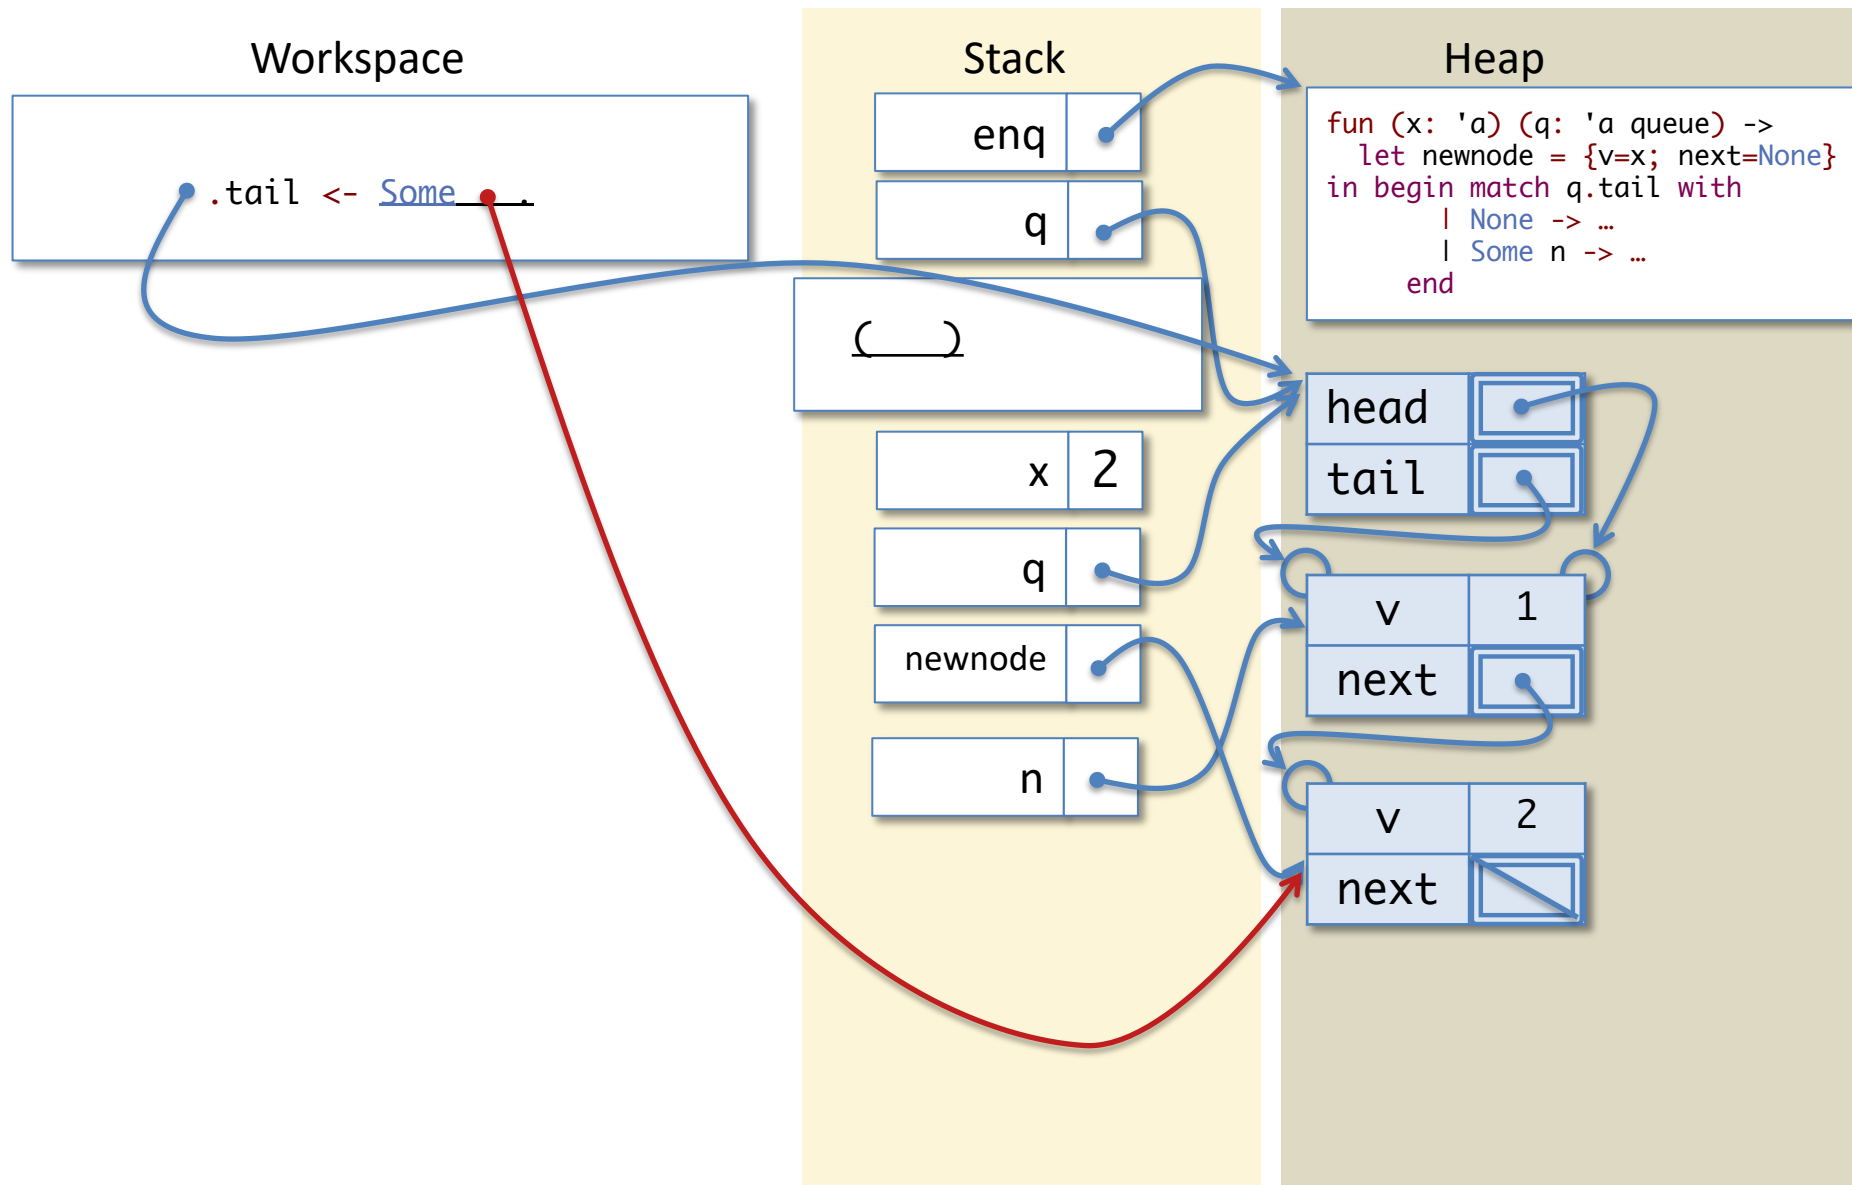 Workspace
.tail <- Some .
Stack
enq
q
( )
x 2
q
newnode
n
Heap
fun (x: 'a) (q: 'a queue) ->
let newnode = {v=x; next=None}
in begin match q.tail with
| None -> …
| Some n -> …
end
head
tail
v 1
next
v 2
next